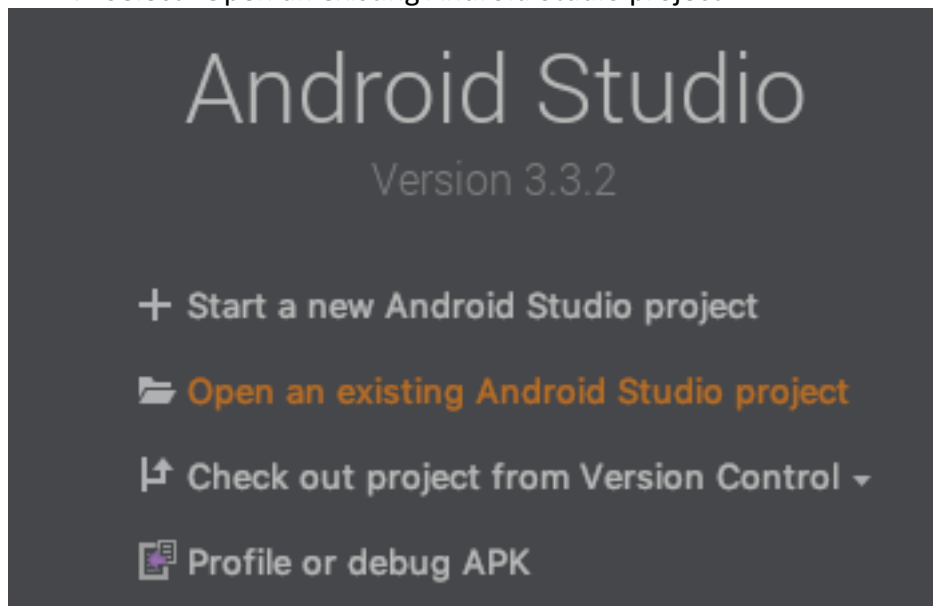 Android Studio
Version 3.3.2
Start a new Android Studio project
Open an existing Android Studio project
Check out project from Version Control
Profile or debug APK